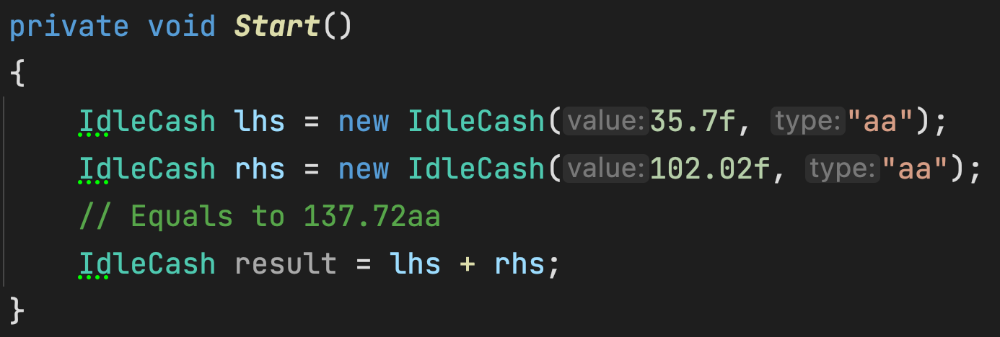 private void Start()
{
IdleCash lhs = new IdleCash(value:35.7f, type:"aa");
IdleCash rhs = new IdleCash(value:102.02f, type:"aa");
// Equals to 137.72aa
IdleCash result = lhs + rhs;
}